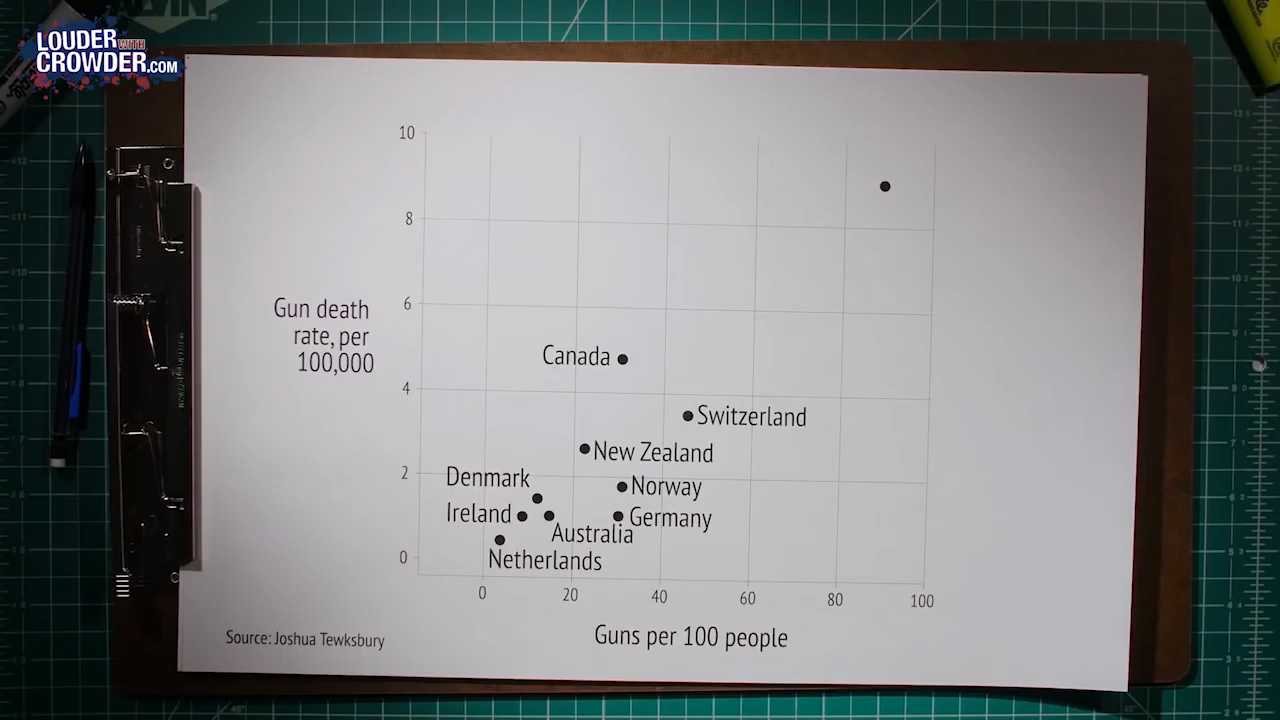 LOUDER WITH
CROWDER.COM
10
8
6
4
2
0
Gun death
rate, per
100,000
Canada
Switzerland
New Zealand
Denmark
Norway
Ireland
Germany
Australia
Netherlands
0 20 40 60 80 100
Guns per 100 people
Source: Joshua Tewksbury